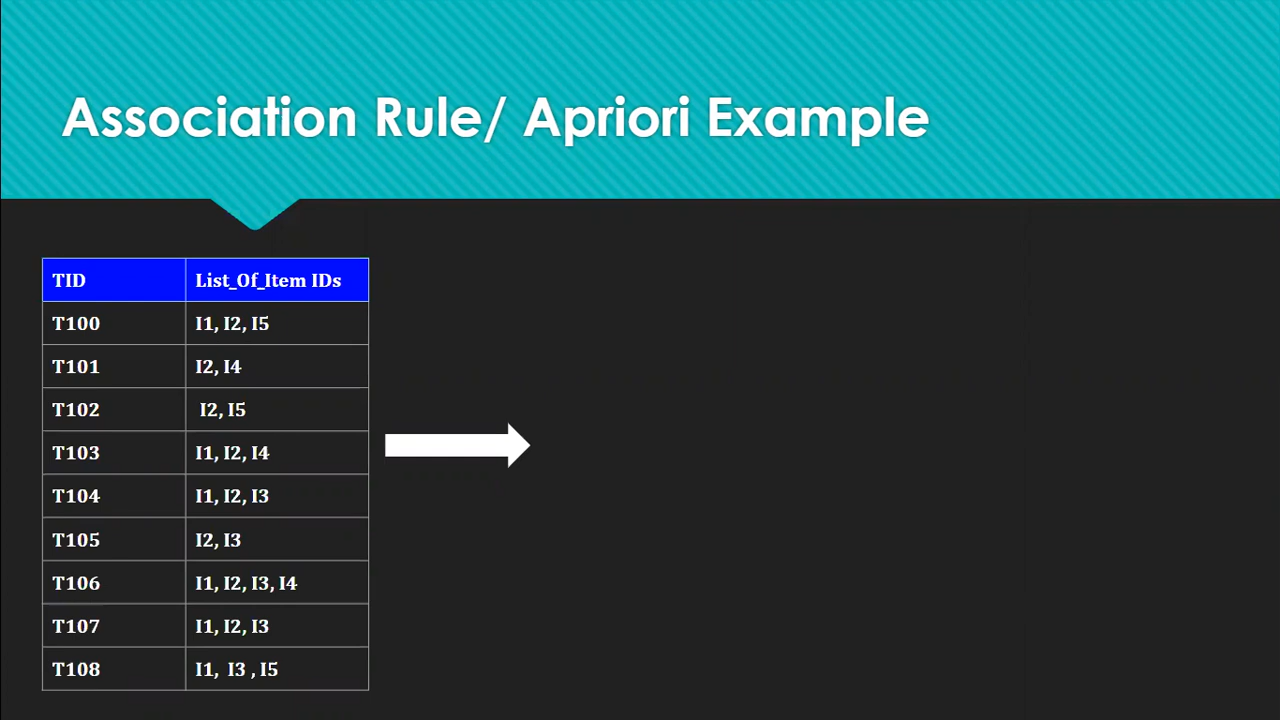 Association Rule/ Apriori Example
TID List_Of_Item IDs
T100 I1, I2, I5
T101 I2, I4
T102 I2, I5
T103 I1, I2, I4
T104 I1, I2, I3
T105 I2, I3
T106 I1, I2, I3, I4
T107 I1, I2, I3
T108 I1, I3 , I5